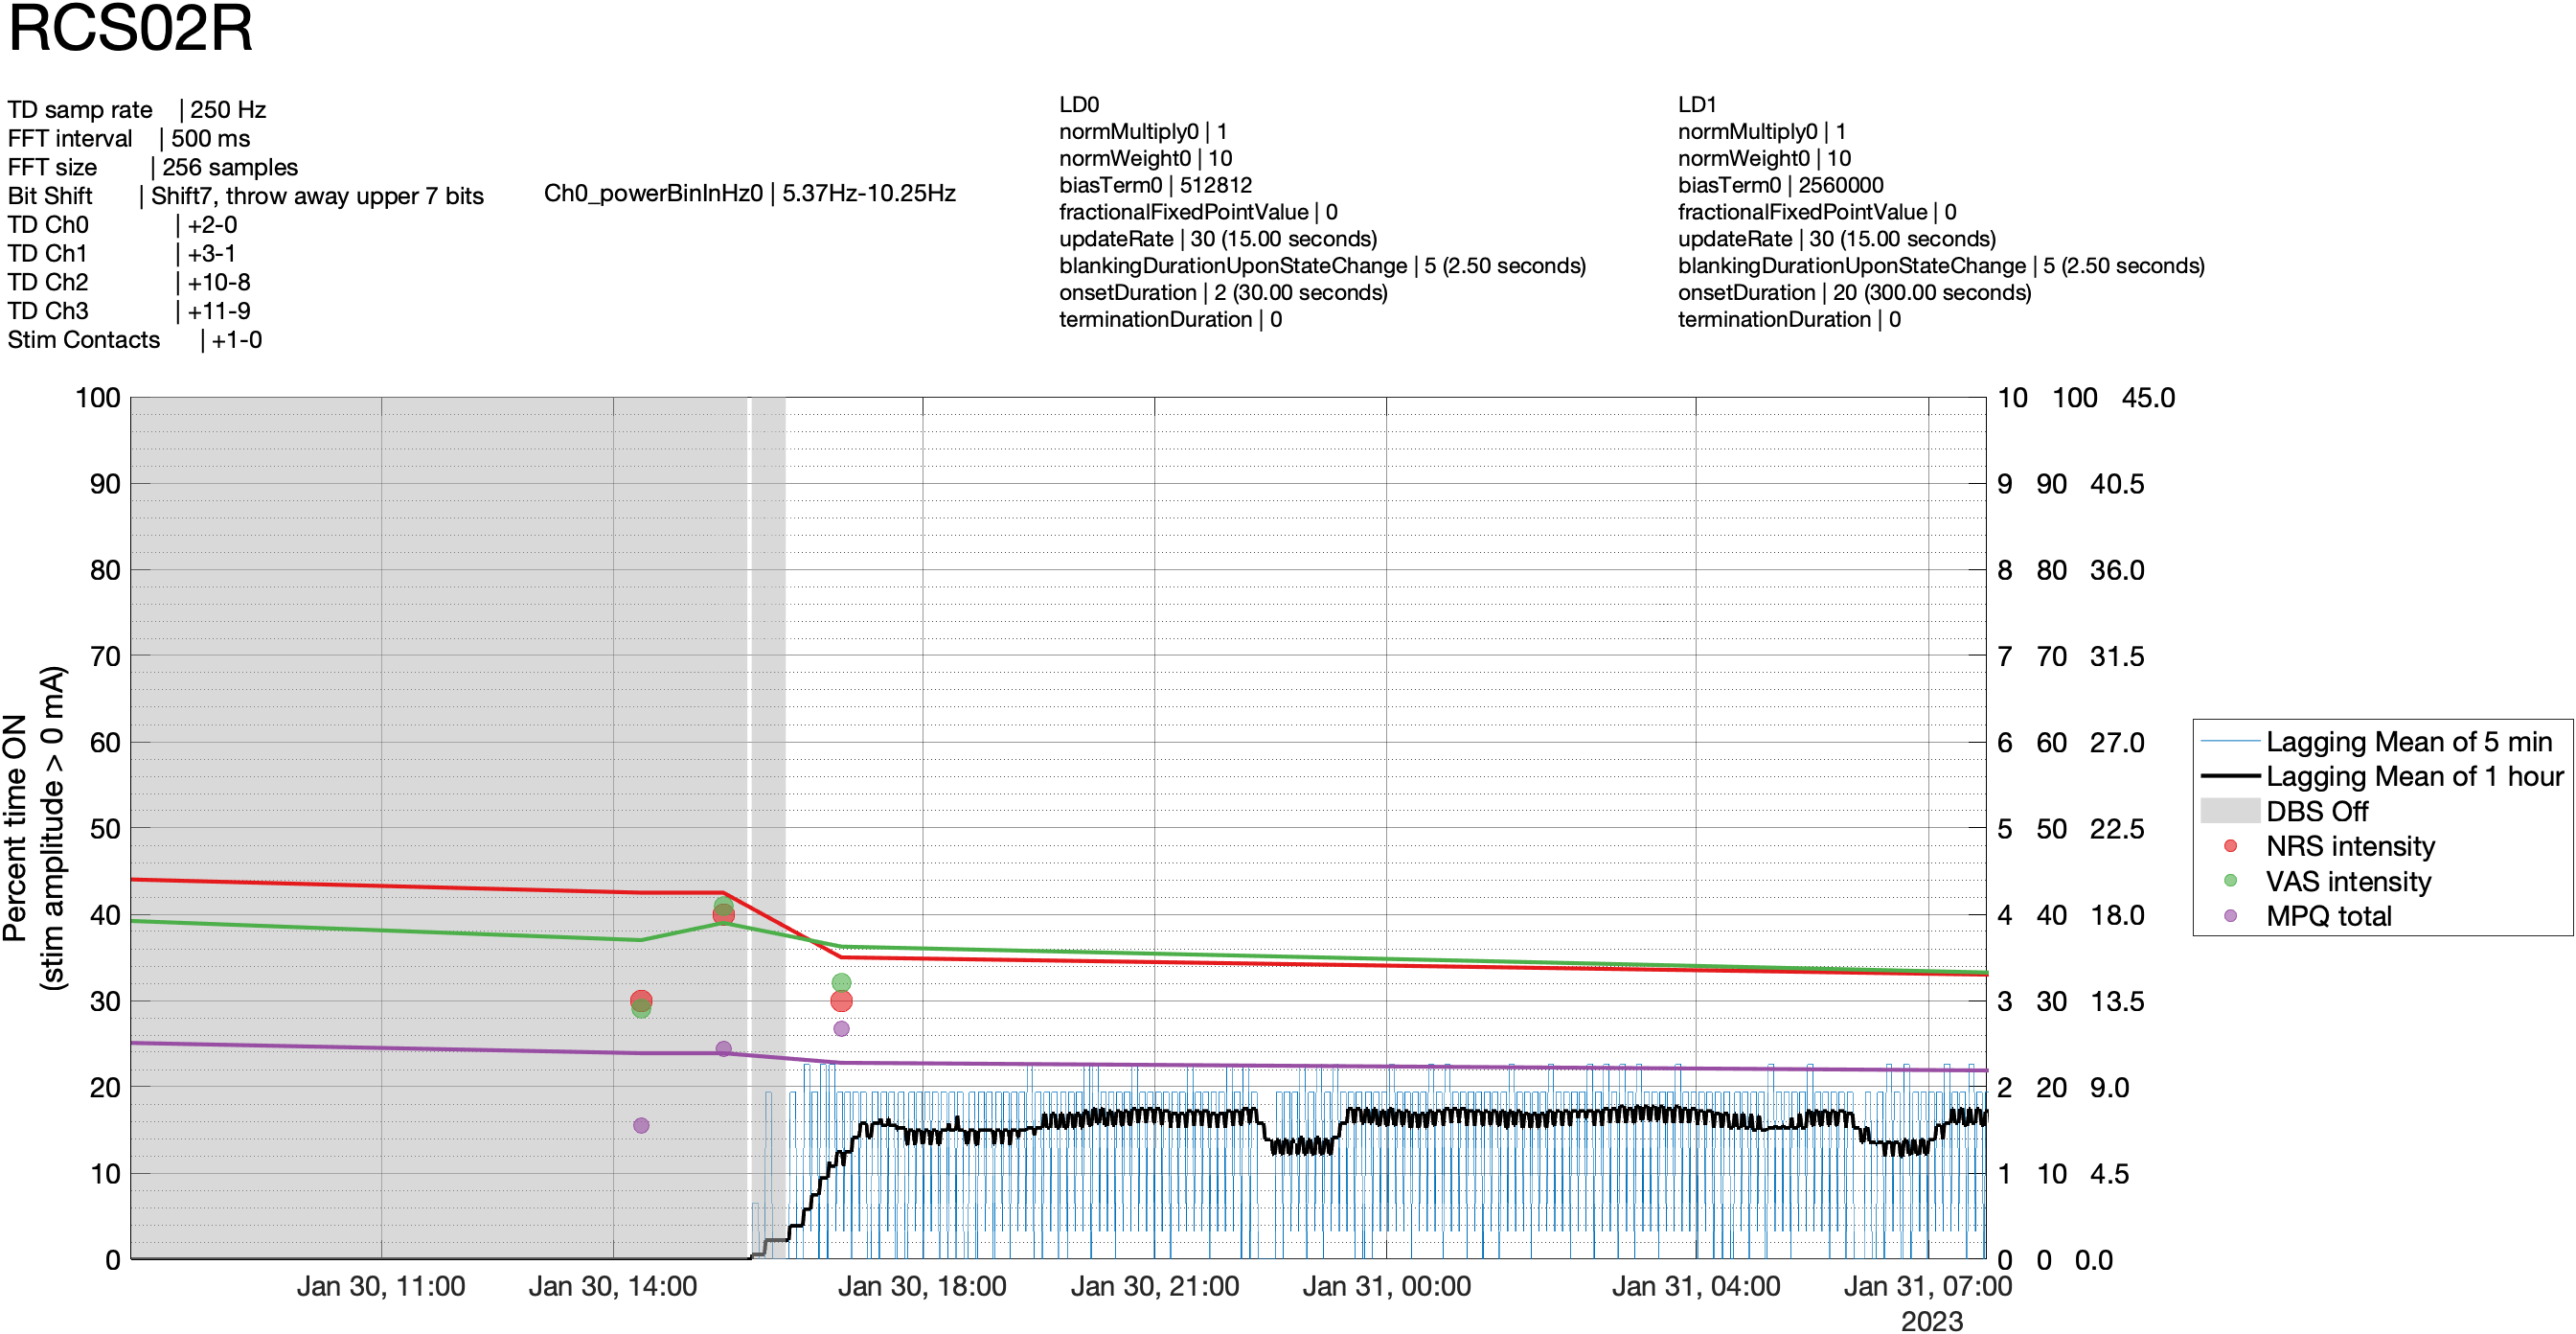 RCS02R
TD samp rate | 250 Hz
FFT interval | 500 ms
FFT size | 256 samples
Bit Shift | Shift7, throw away upper 7 bits
TD Ch0 | +2-0
TD Ch1 | +3-1
TD Ch2 | +10-8
TD Ch3 | +11-9
Stim Contacts | +1-0
Ch0_powerBinInHz0 | 5.37Hz-10.25Hz
LD0
normMultiply0 | 1
normWeight0 | 10
biasTerm0 | 512812
fractionalFixedPointValue | 0
updateRate | 30 (15.00 seconds)
blankingDurationUponStateChange | 5 (2.50 seconds)
onsetDuration | 2 (30.00 seconds)
terminationDuration | 0
LD1
normMultiply0 | 1
normWeight0 | 10
biasTerm0 | 2560000
fractionalFixedPointValue | 0
updateRate | 30 (15.00 seconds)
blankingDurationUponStateChange | 5 (2.50 seconds)
onsetDuration | 20 (300.00 seconds)
terminationDuration | 0
Percent time ON
(stim amplitude > 0 mA)
100
90
80
70
60
50
40
30
20
10
0
10 100 45.0
9 90 40.5
8 80 36.0
7 70 31.5
6 60 27.0
5 50 22.5
4 40 18.0
3 30 13.5
2 20 9.0
1 10 4.5
0 0 0.0
Jan 30, 11:00
Jan 30, 14:00
Jan 30, 18:00
Jan 30, 21:00
Jan 31, 00:00
Jan 31, 04:00
Jan 31, 07:00
2023
Lagging Mean of 5 min
Lagging Mean of 1 hour
DBS Off
NRS intensity
VAS intensity
MPQ total